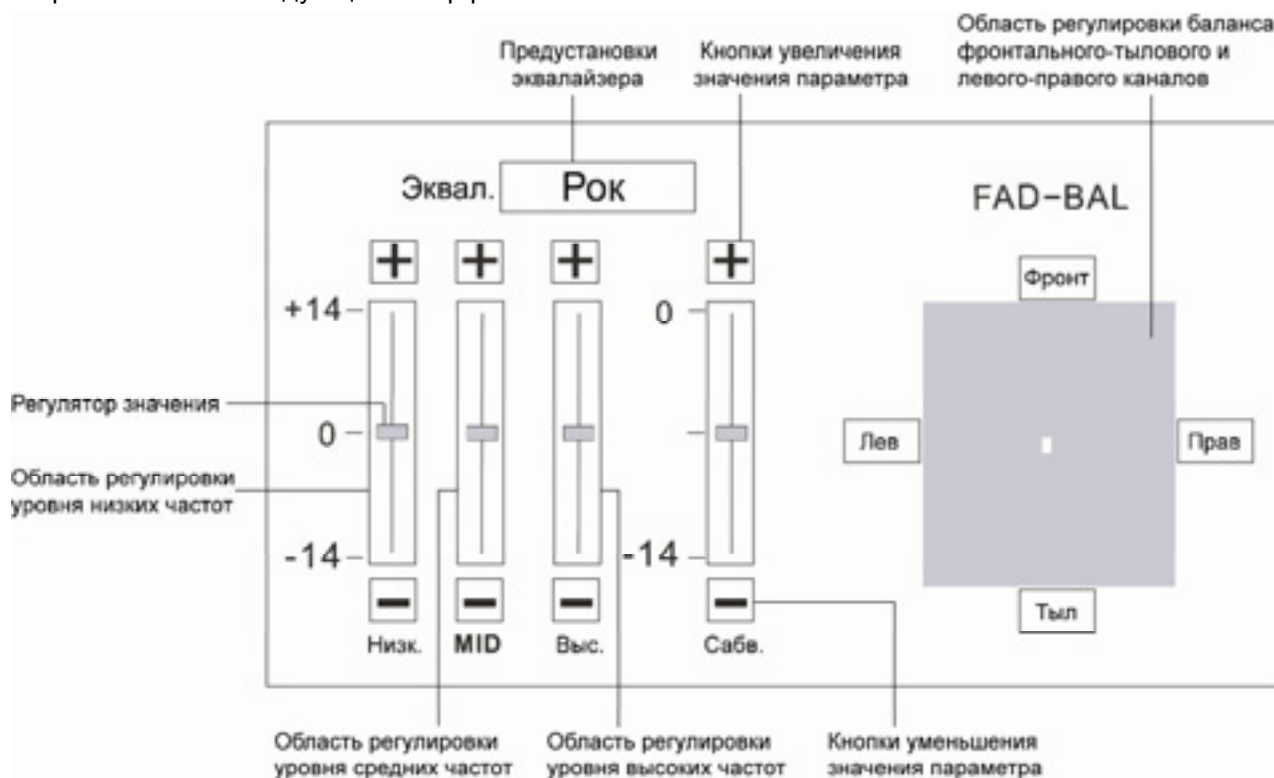 Область регулировки баланса
фронтального-тылового и
левого-правого каналов
Предустановки
эквалайзера
Кнопки увеличения
значения параметра
Эквал. Рок
FAD-BAL
Фронт
+14
0
Регулятор значения
0
Лев
Прав
Область регулировки
уровня низких частот
-14
-14
Тыл
Низк. MID Выс. Сабв.
Область регулировки
уровня средних частот
Область регулировки
уровня высоких частот
Кнопки уменьшения
значения параметра